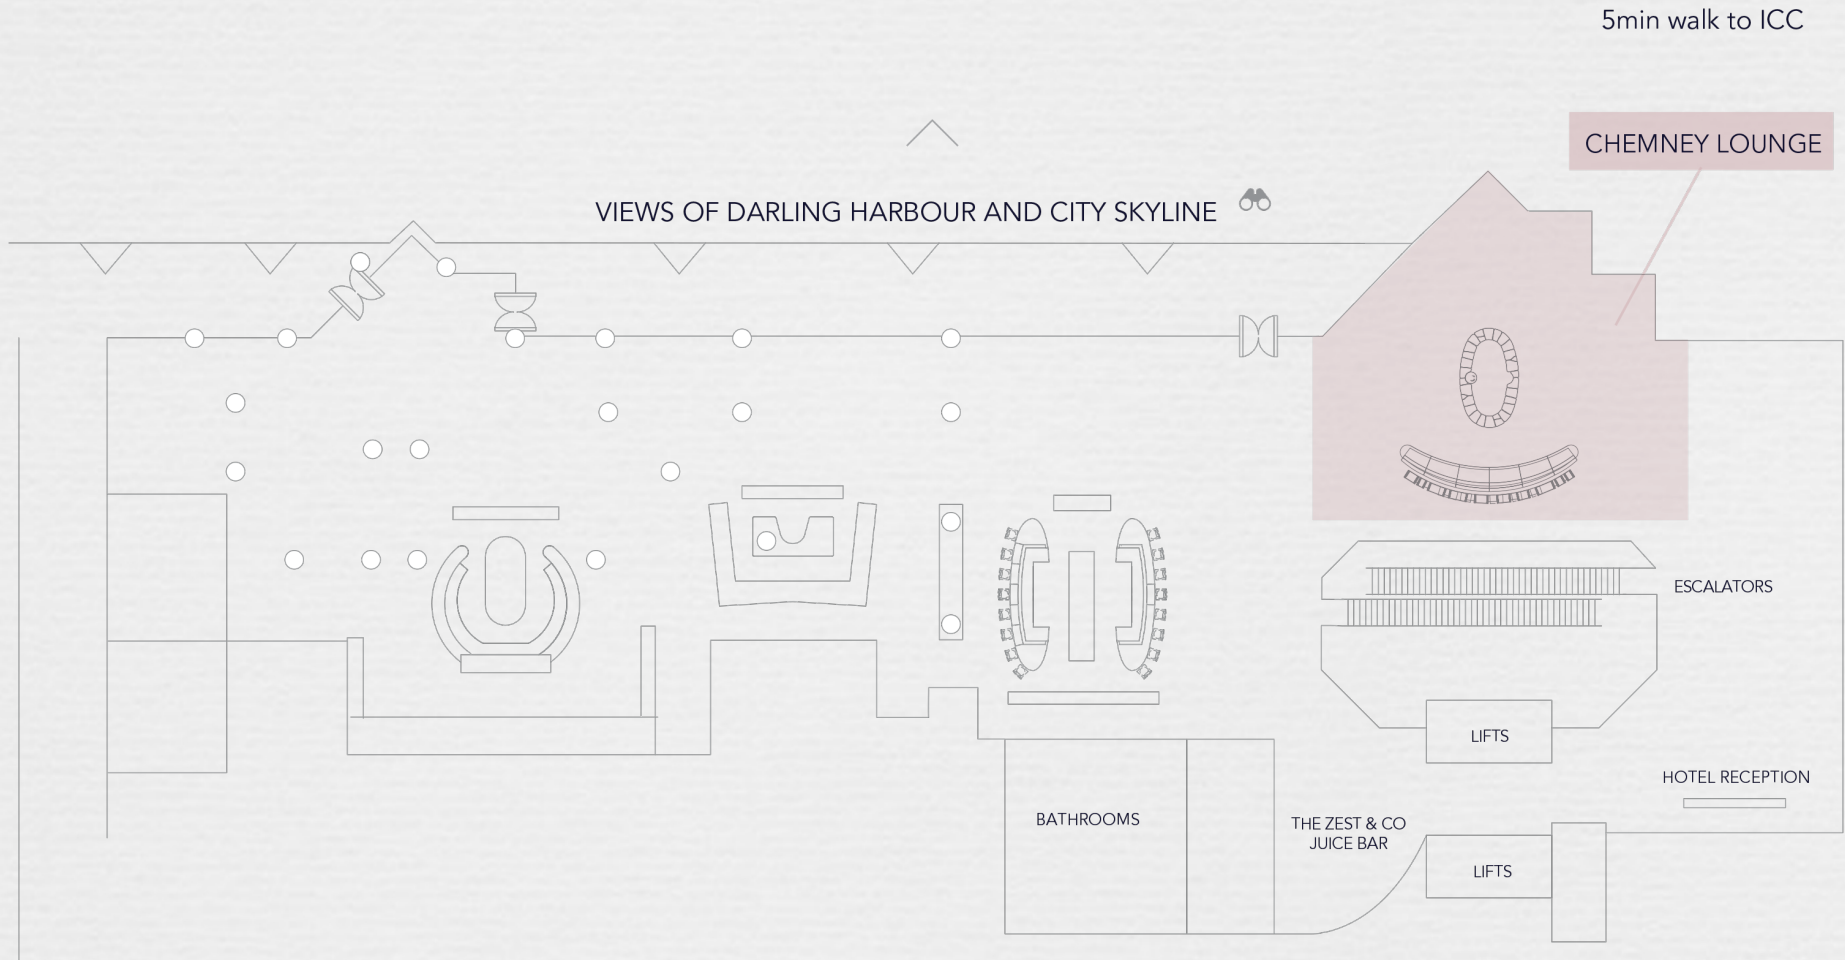 5min walk to ICC
CHEMNEY LOUNGE
VIEWS OF DARLING HARBOUR AND CITY SKYLINE
ESCALATORS
LIFTS
HOTEL RECEPTION
BATHROOMS
THE ZEST & CO
JUICE BAR
LIFTS